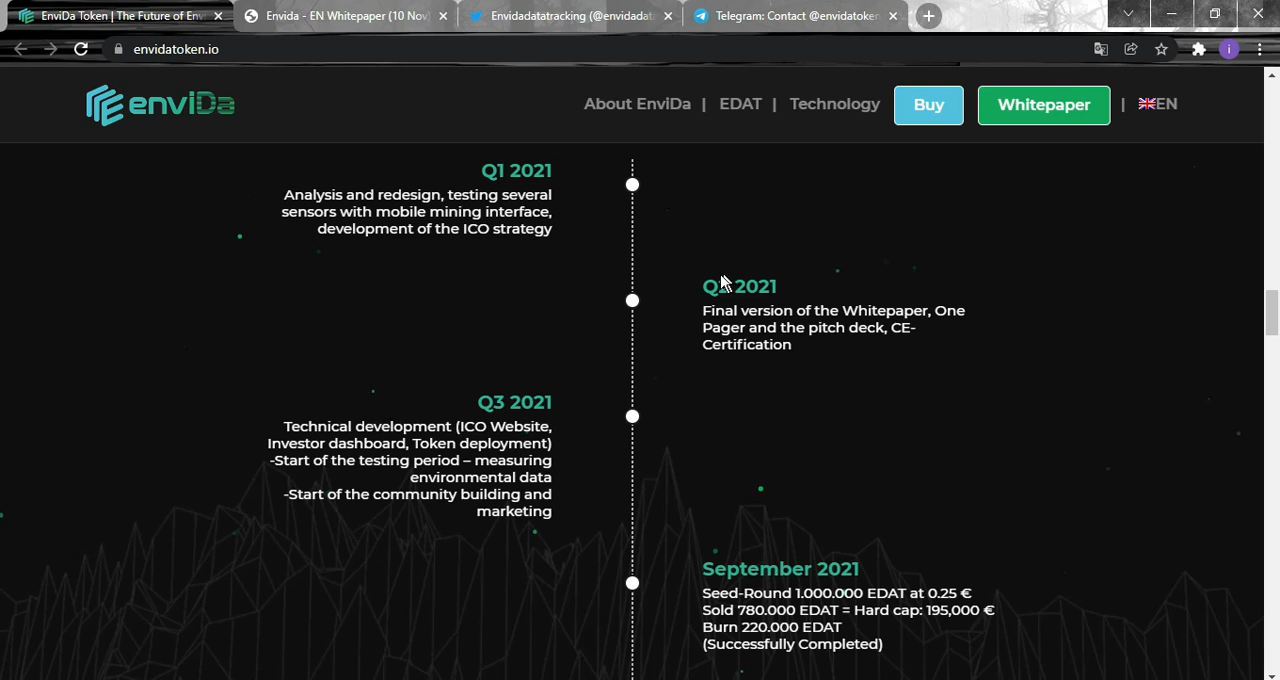 EnviDa Token | The Future of En
Envida - EN Whitepaper (10 Nov
Envidadatatracking (@envidadat
Telegram: Contact @envidatoken
envidatoken.io
enviDa
About EnviDa | EDAT | Technology
Buy
Whitepaper
| EN
Q1 2021
Analysis and redesign, testing several
sensors with mobile mining interface,
development of the ICO strategy
Q2 2021
Final version of the Whitepaper, One
Pager and the pitch deck, CE-
Certification
Q3 2021
Technical development (ICO Website,
Investor dashboard, Token deployment)
-Start of the testing period – measuring
environmental data
-Start of the community building and
marketing
September 2021
Seed-Round 1.000.000 EDAT at 0.25 €
Sold 780.000 EDAT = Hard cap: 195,000 €
Burn 220.000 EDAT
(Successfully Completed)